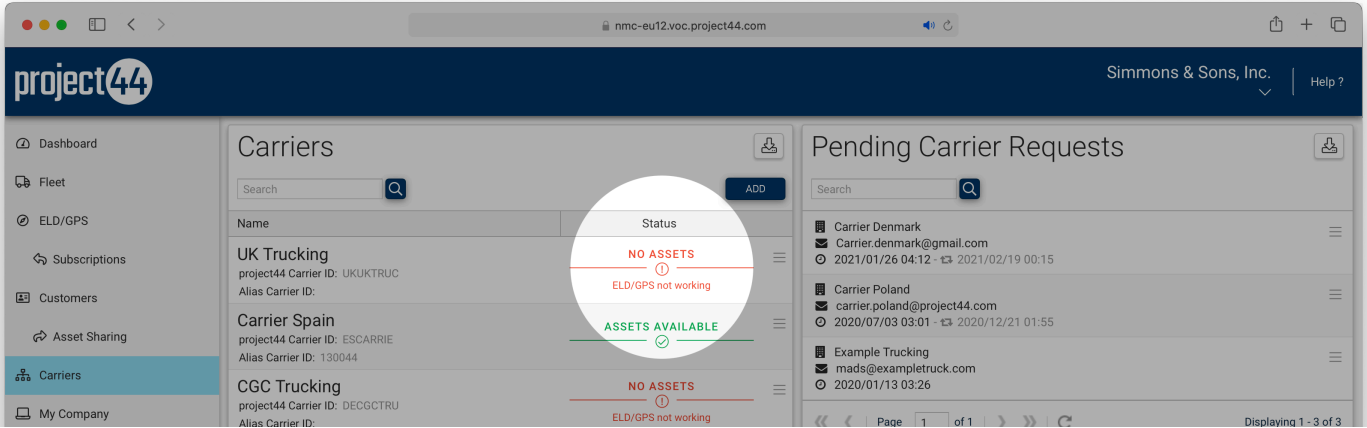 nmc-eu12.voc.project44.com
project44
Simmons & Sons, Inc.
Help ?
Dashboard
Fleet
ELD/GPS
Subscriptions
Customers
Asset Sharing
Carriers
My Company
Carriers
Search
ADD
Name
Status
UK Trucking
project44 Carrier ID: UKUKTRUC
Alias Carrier ID:
NO ASSETS
ELD/GPS not working
Carrier Spain
project44 Carrier ID: ESCARRIE
Alias Carrier ID: 130044
ASSETS AVAILABLE
CGC Trucking
project44 Carrier ID: DECGCTRU
Alias Carrier ID:
NO ASSETS
ELD/GPS not working
Pending Carrier Requests
Search
Carrier Denmark
Carrier.denmark@gmail.com
2021/01/26 04:12 - 2021/02/19 00:15
Carrier Poland
carrier.poland@project44.com
2020/07/03 03:01 - 2020/12/21 01:55
Example Trucking
mads@exampletruck.com
2020/01/13 03:26
Page 1 of 1
Displaying 1 - 3 of 3